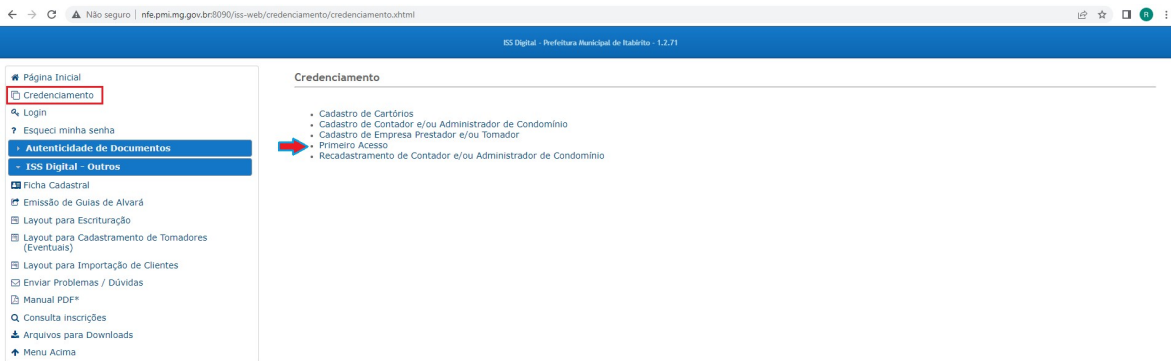 Não seguro | nfe.pmi.mg.gov.br:8090/iss-web/credenciamento/credenciamento.xhtml
R
ISS Digital - Prefeitura Municipal de Itabirito - 1.2.71
Página Inicial
Credenciamento
Login
? Esqueci minha senha
Autenticidade de Documentos
ISS Digital - Outros
Ficha Cadastral
Emissão de Guias de Alvará
Layout para Escrituração
Layout para Cadastramento de Tomadores
(Eventuais)
Layout para Importação de Clientes
Enviar Problemas / Dúvidas
Manual PDF*
Consulta inscrições
Arquivos para Downloads
Menu Acima
Credenciamento
Cadastro de Cartórios
Cadastro de Contador e/ou Administrador de Condomínio
Cadastro de Empresa Prestador e/ou Tomador
Primeiro Acesso
Recadastramento de Contador e/ou Administrador de Condomínio